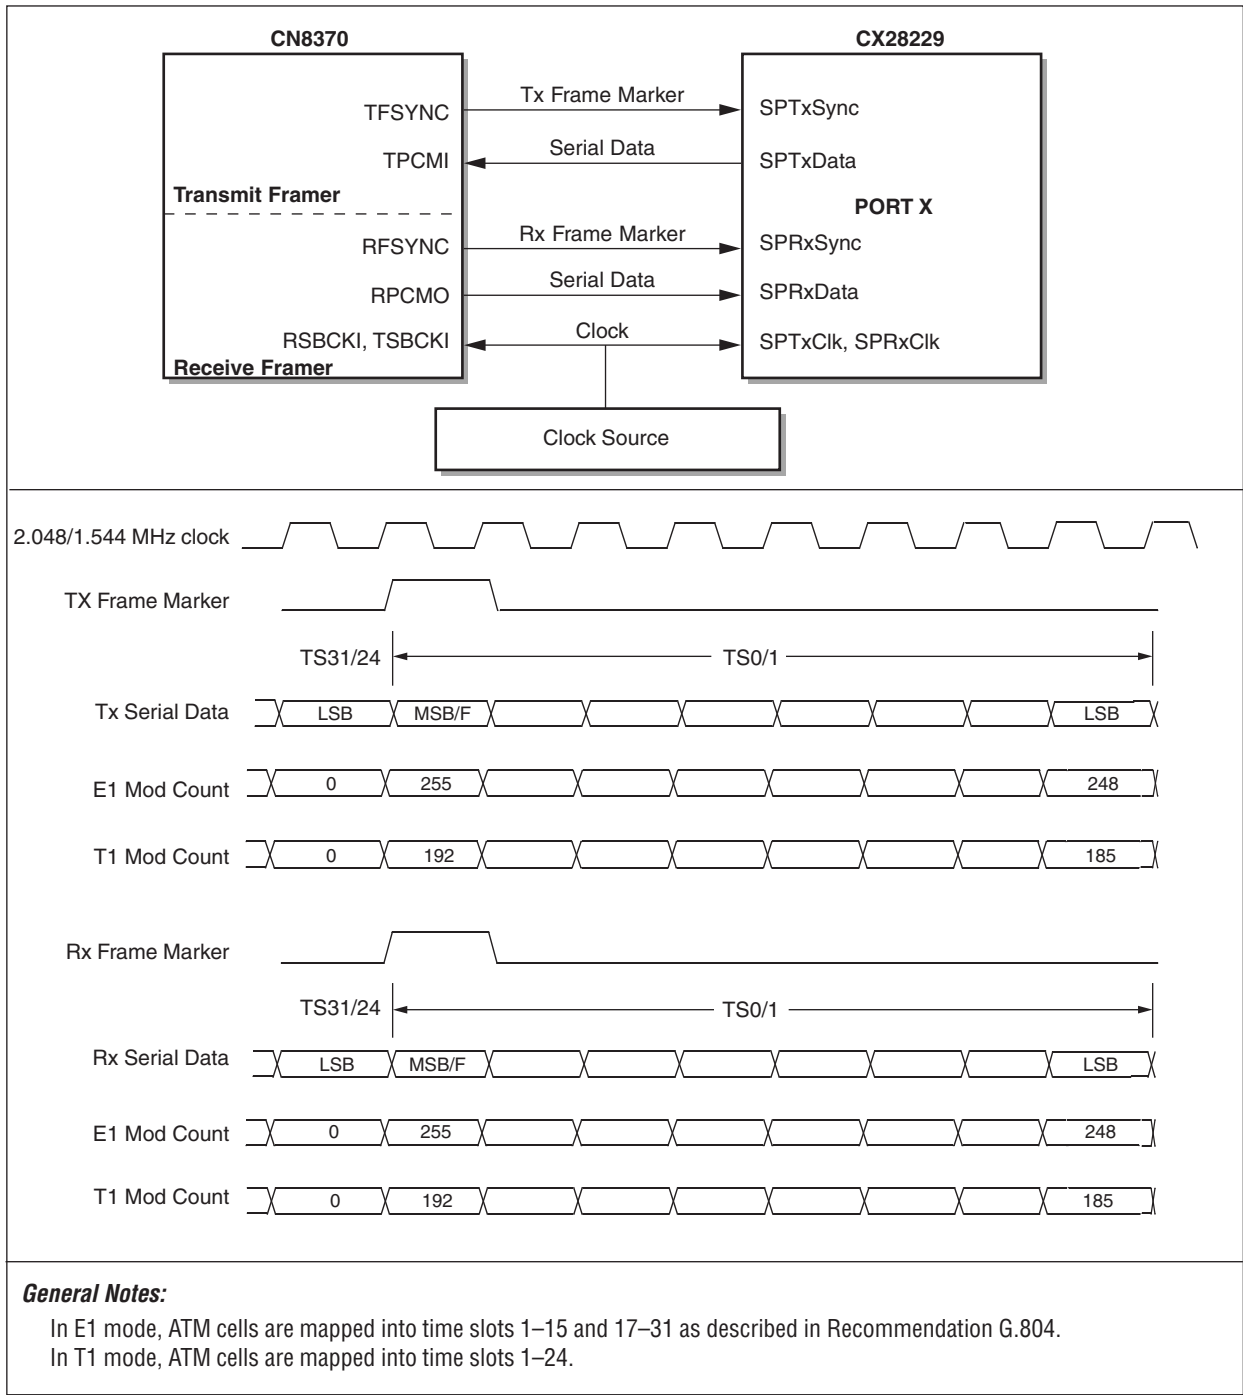 CN8370 CX28229
TFSYNC Tx Frame Marker SPTxSync
TPCMI Serial Data SPTxData
Transmit Framer PORT X
RFSYNC Rx Frame Marker SPRxSync
RPCMO Serial Data SPRxData
RSBCKI, TSBCKI Clock SPTxClk, SPRxClk
Receive Framer
Clock Source
2.048/1.544 MHz clock
TX Frame Marker
TS31/24 TS0/1
Tx Serial Data LSB MSB/F LSB
E1 Mod Count 0 255 248
T1 Mod Count 0 192 185
Rx Frame Marker
TS31/24 TS0/1
Rx Serial Data LSB MSB/F LSB
E1 Mod Count 0 255 248
T1 Mod Count 0 192 185
General Notes:
In E1 mode, ATM cells are mapped into time slots 1–15 and 17–31 as described in Recommendation G.804.
In T1 mode, ATM cells are mapped into time slots 1–24.